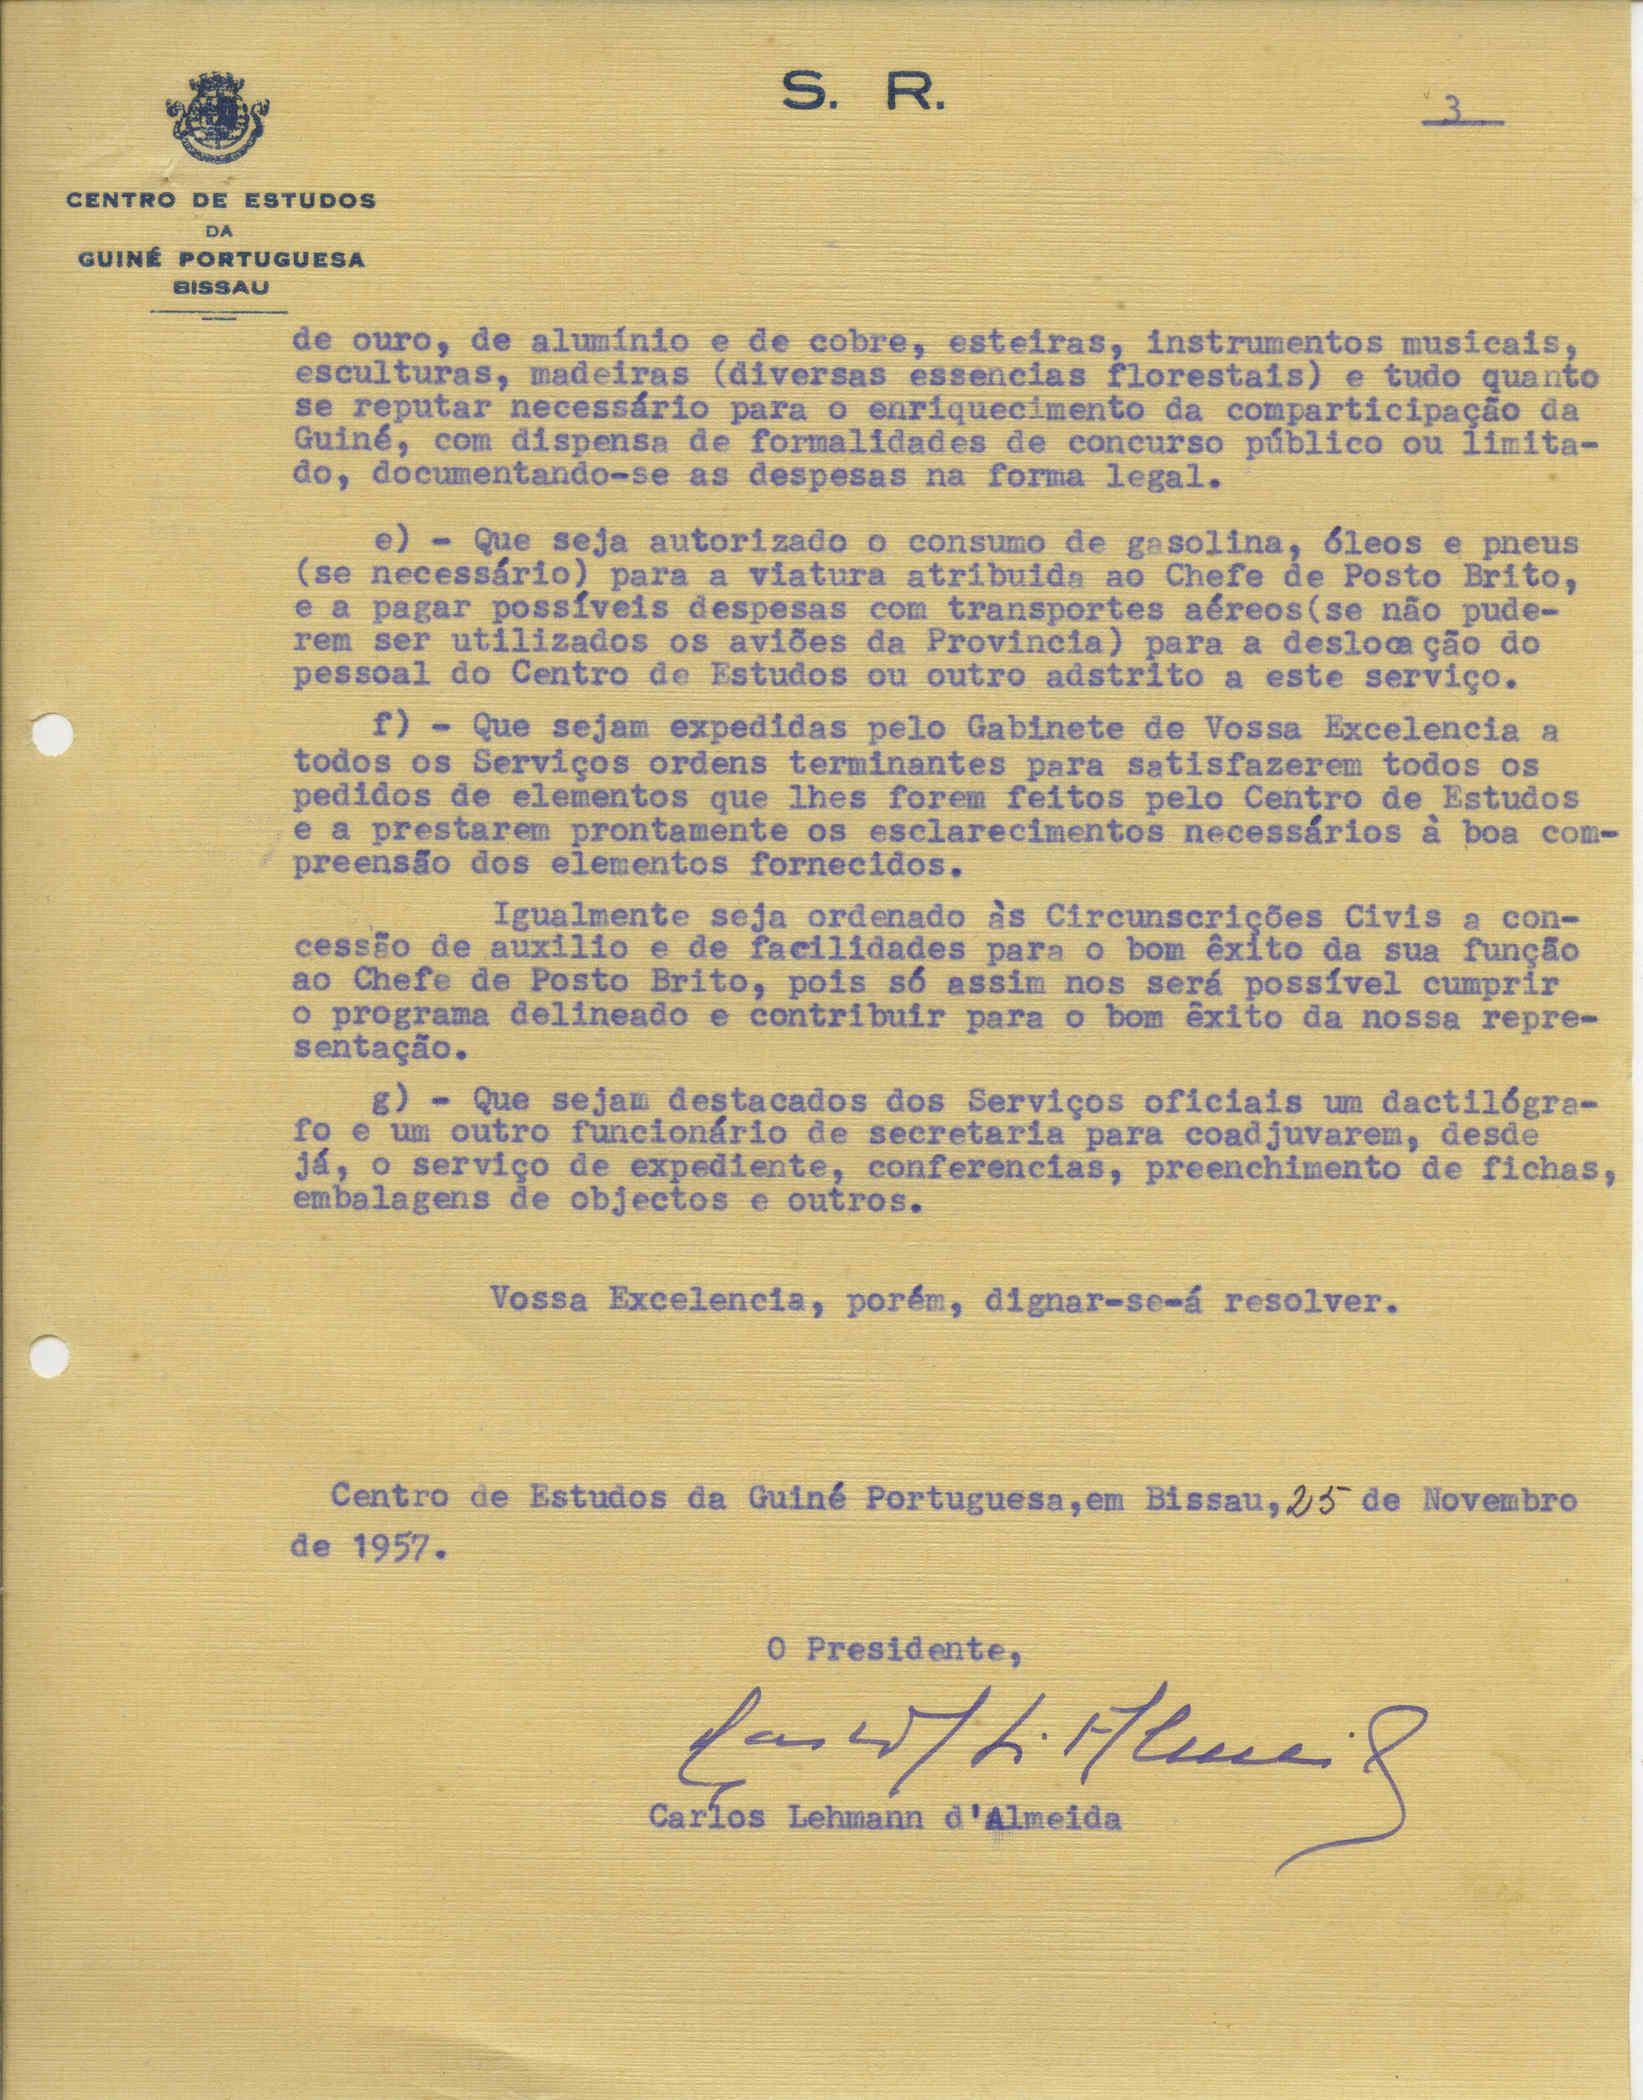 S. R.
3
CENTRO DE ESTUDOS
DA
GUINÉ PORTUGUESA
BISSAU
de ouro, de alumínio e de cobre, esteiras, instrumentos musicais,
esculturas, madeiras (diversas essencias florestais) e tudo quanto
se reputar necessário para o enriquecimento da comparticipação da
Guiné, com dispensa de formalidades de concurso público ou limita-
do, documentando-se as despesas na forma legal.
e) - Que seja autorizado o consumo de gasolina, óleos e pneus
(se necessário) para a viatura atribuida ao Chefe de Posto Brito,
e a pagar possíveis despesas com transportes aéreos(se não pude-
rem ser utilizados os aviões da Provincia) para a deslocação do
pessoal do Centro de Estudos ou outro adstrito a este serviço.
f) - Que sejam expedidas pelo Gabinete de Vossa Excelencia a
todos os Serviços ordens terminantes para satisfazerem todos os
pedidos de elementos que lhes forem feitos pelo Centro de Estudos
e a prestarem prontamente os esclarecimentos necessários à boa com-
preensão dos elementos fornecidos.
Igualmente seja ordenado às Circunscrições Civis a con-
cessão de auxilio e de facilidades para o bom êxito da sua função
ao Chefe de Posto Brito, pois só assim nos será possível cumprir
o programa delineado e contribuir para o bom êxito da nossa repre-
sentação.
g) - Que sejam destacados dos Serviços oficiais um dactilógra-
fo e um outro funcionário de secretaria para coadjuvarem, desde
já, o serviço de expediente, conferencias, preenchimento de fichas,
embalagens de objectos e outros.
Vossa Excelencia, porém, dignar-se-á resolver.
Centro de Estudos da Guiné Portuguesa,em Bissau,25 de Novembro
de 1957.
O Presidente,
Carlos Lehmann d'Almeida